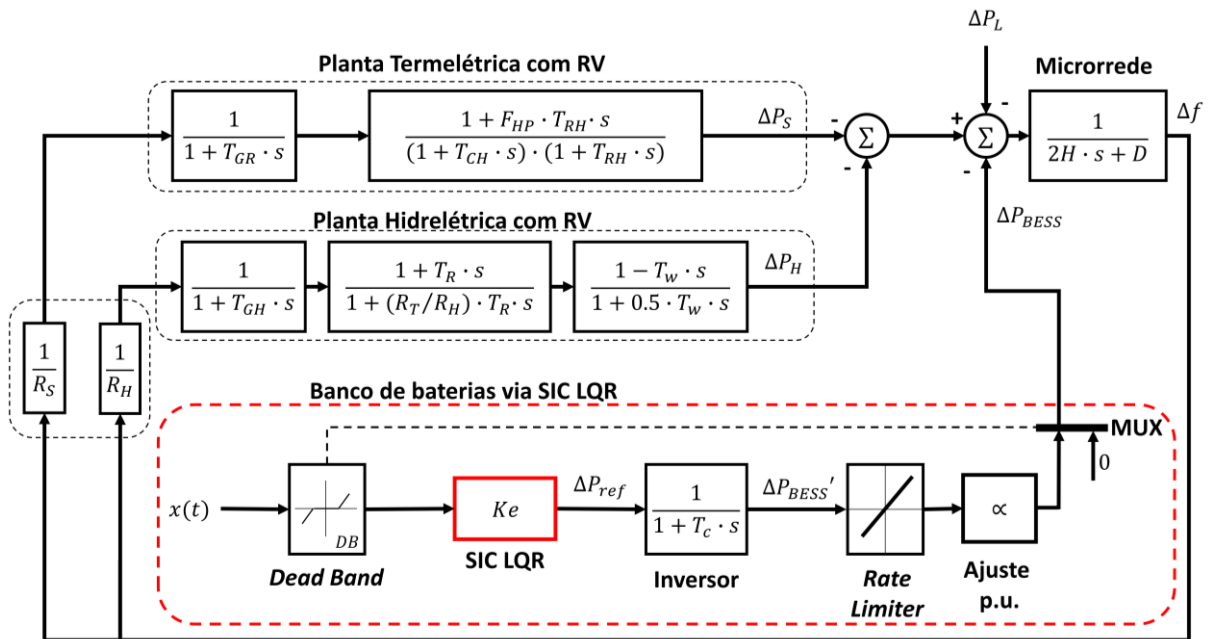 ΔP_L
Planta Termelétrica com RV
Microrrede
1 / (1 + T_GR · s)
(1 + F_HP · T_RH · s) / ((1 + T_CH · s) · (1 + T_RH · s))
ΔP_S
-
Σ
-
+
-
Σ
-
1 / (2H · s + D)
Δf
Planta Hidrelétrica com RV
ΔP_BESS
1 / (1 + T_GH · s)
(1 + T_R · s) / (1 + (R_T/R_H) · T_R · s)
(1 − T_w · s) / (1 + 0.5 · T_w · s)
ΔP_H
1 / R_S
1 / R_H
Banco de baterias via SIC LQR
MUX
0
x(t)
DB
Ke
ΔP_ref
1 / (1 + T_c · s)
ΔP_BESS'
∝
Dead Band
SIC LQR
Inversor
Rate
Limiter
Ajuste
p.u.